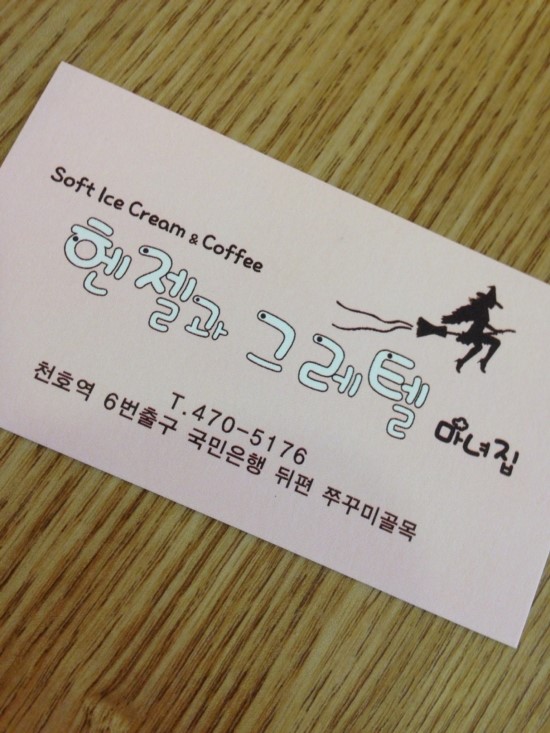 Soft Ice Cream & Coffee
헨젤과 그레텔 마녀집
T.470-5176
천호역 6번출구 국민은행 뒤편 쭈꾸미골목